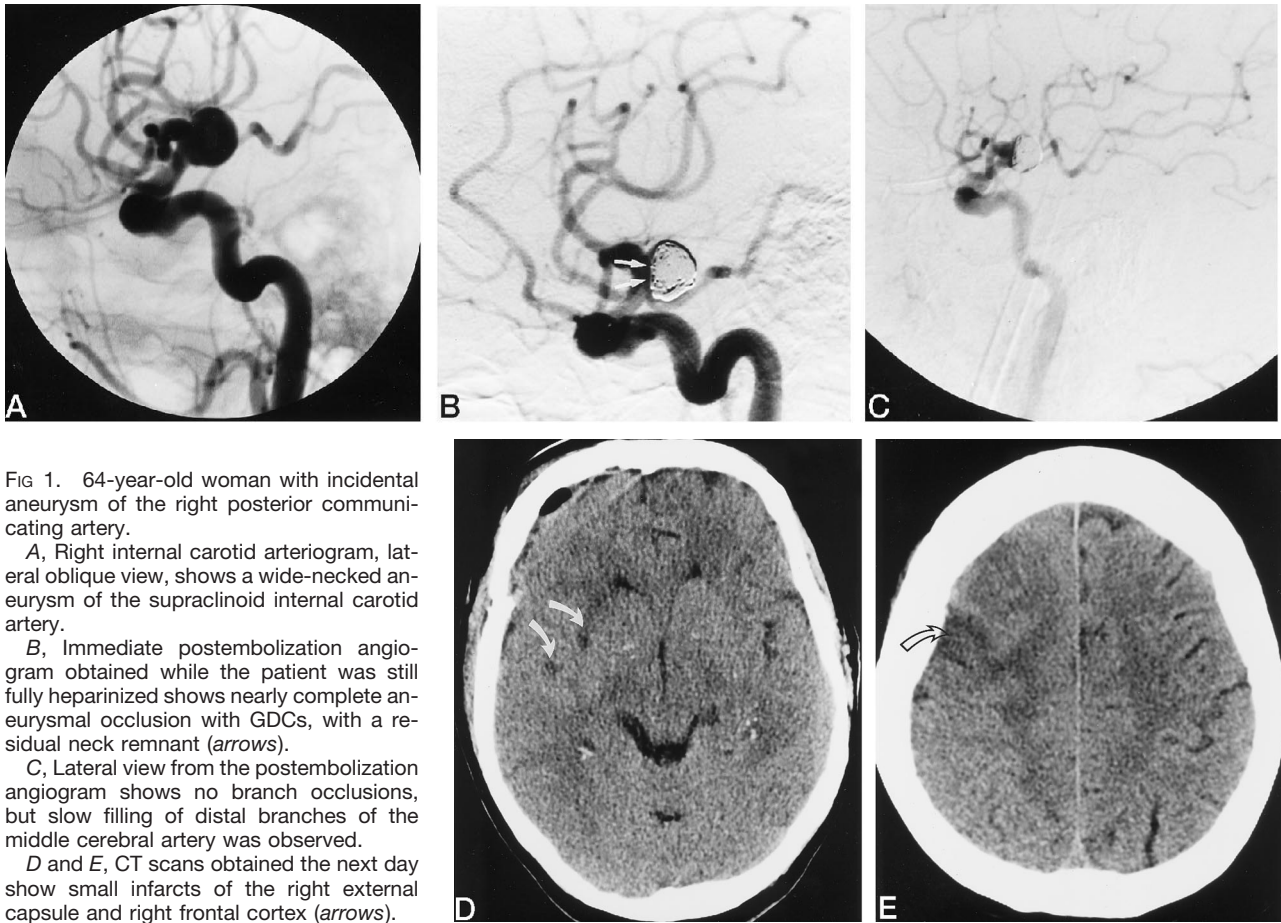 A
B
C
FIG 1. 64-year-old woman with incidental
aneurysm of the right posterior communi-
cating artery.
A, Right internal carotid arteriogram, lat-
eral oblique view, shows a wide-necked an-
eurysm of the supraclinoid internal carotid
artery.
B, Immediate postembolization angio-
gram obtained while the patient was still
fully heparinized shows nearly complete an-
eurysmal occlusion with GDCs, with a re-
sidual neck remnant (arrows).
C, Lateral view from the postembolization
angiogram shows no branch occlusions,
but slow filling of distal branches of the
middle cerebral artery was observed.
D and E, CT scans obtained the next day
show small infarcts of the right external
capsule and right frontal cortex (arrows).
D
E